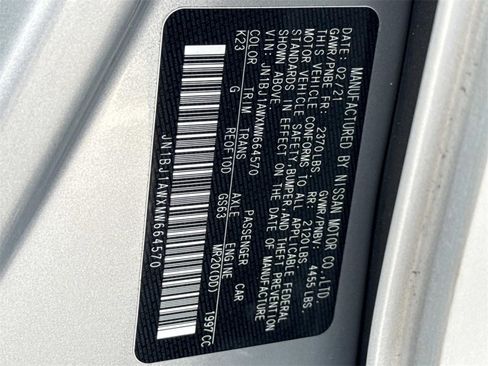 MANUFACTURED BY NISSAN MOTOR CO.,LTD.
DATE: 02/21 GVWR/PNBV: 4455 LBS.
GAWR/PNBE FR: 2370LBS. RR: 2120LBS
THIS VEHICLE CONFORMS TO ALL APPLICABLE FEDERAL
MOTOR VEHICLE SAFETY,BUMPER,AND THEFT PREVENTION
STANDARDS IN EFFECT ON THE DATE OF MANUFACTURE
SHOWN ABOVE.
VIN: JN1BJ1AWXMW664570 PASSENGER CAR
COLOR TRIM TRANS AXLE ENGINE
K23 G RE0F10D GS63 MR20(DD) 1997CC
JN1BJ1AWXMW664570